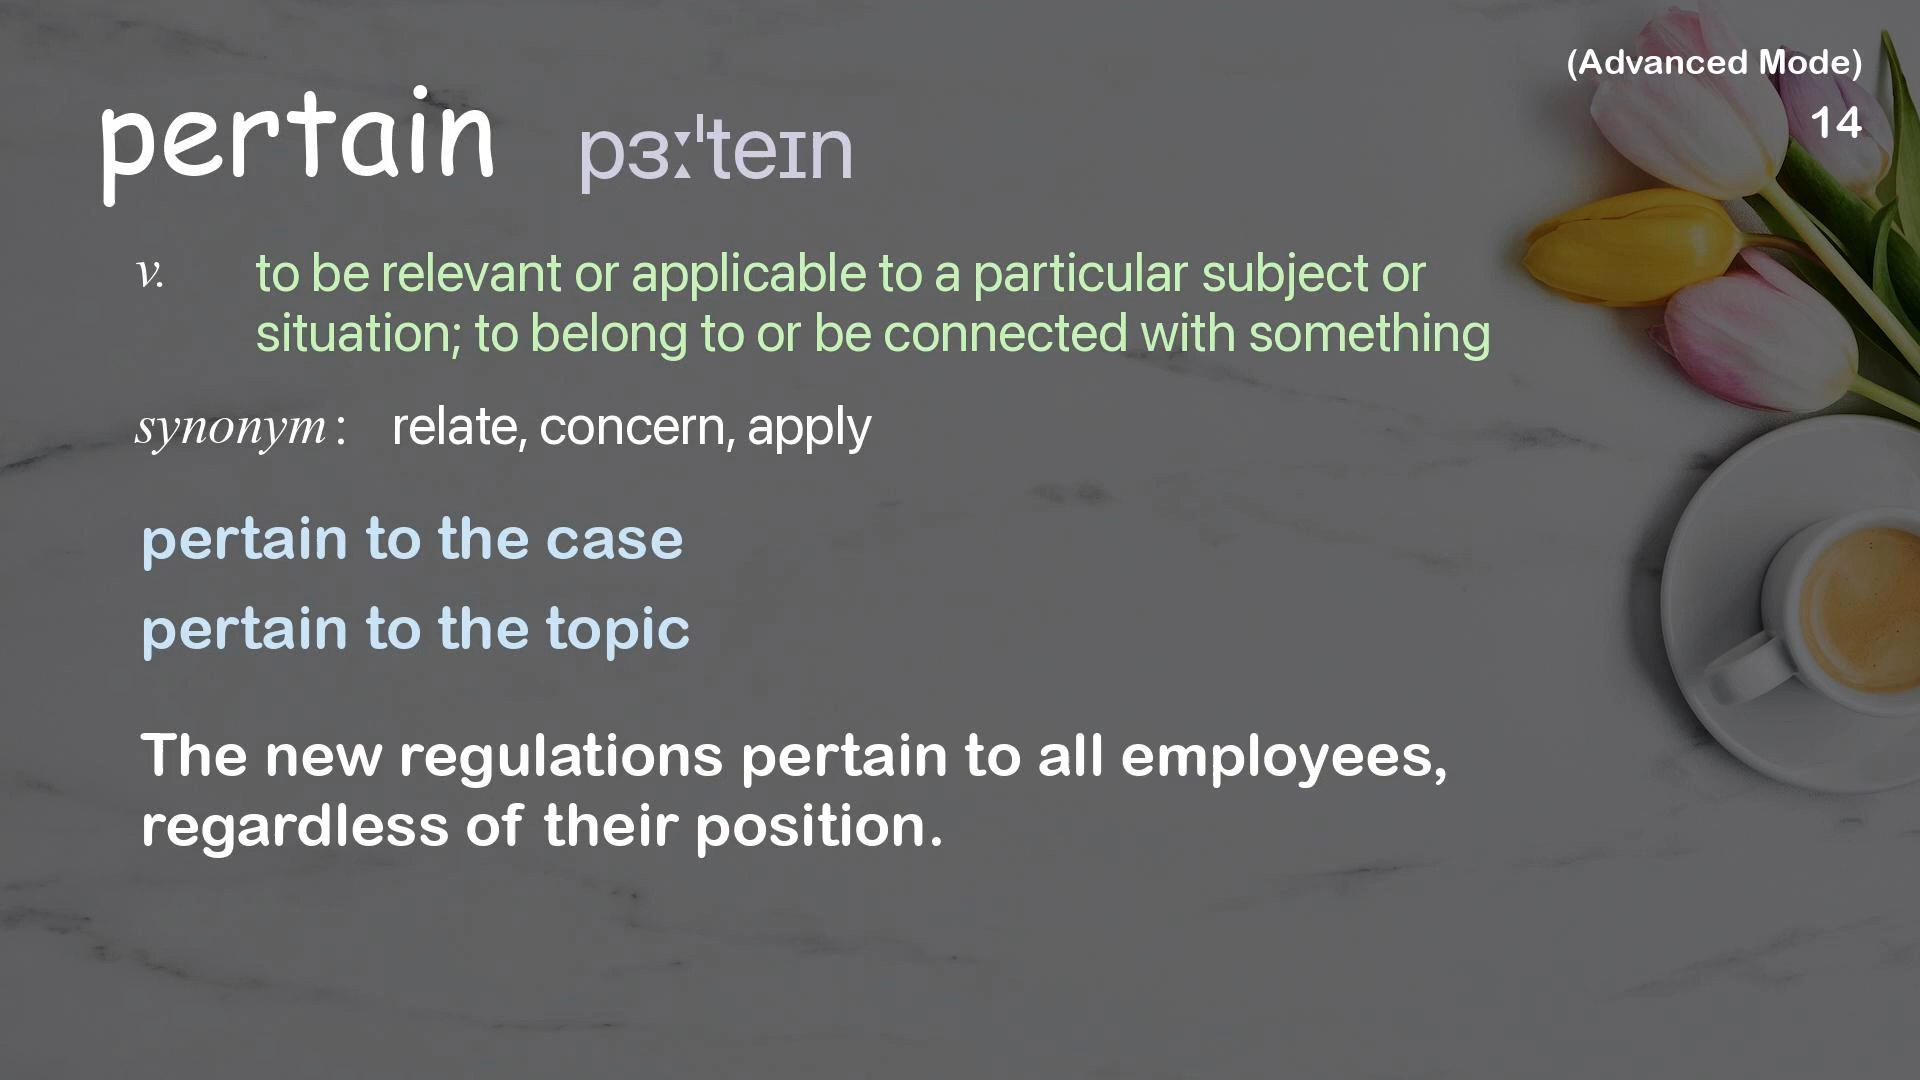 (Advanced Mode)
14
pertain pɜːˈteɪn
v. to be relevant or applicable to a particular subject or
situation; to belong to or be connected with something
synonym: relate, concern, apply
pertain to the case
pertain to the topic
The new regulations pertain to all employees,
regardless of their position.